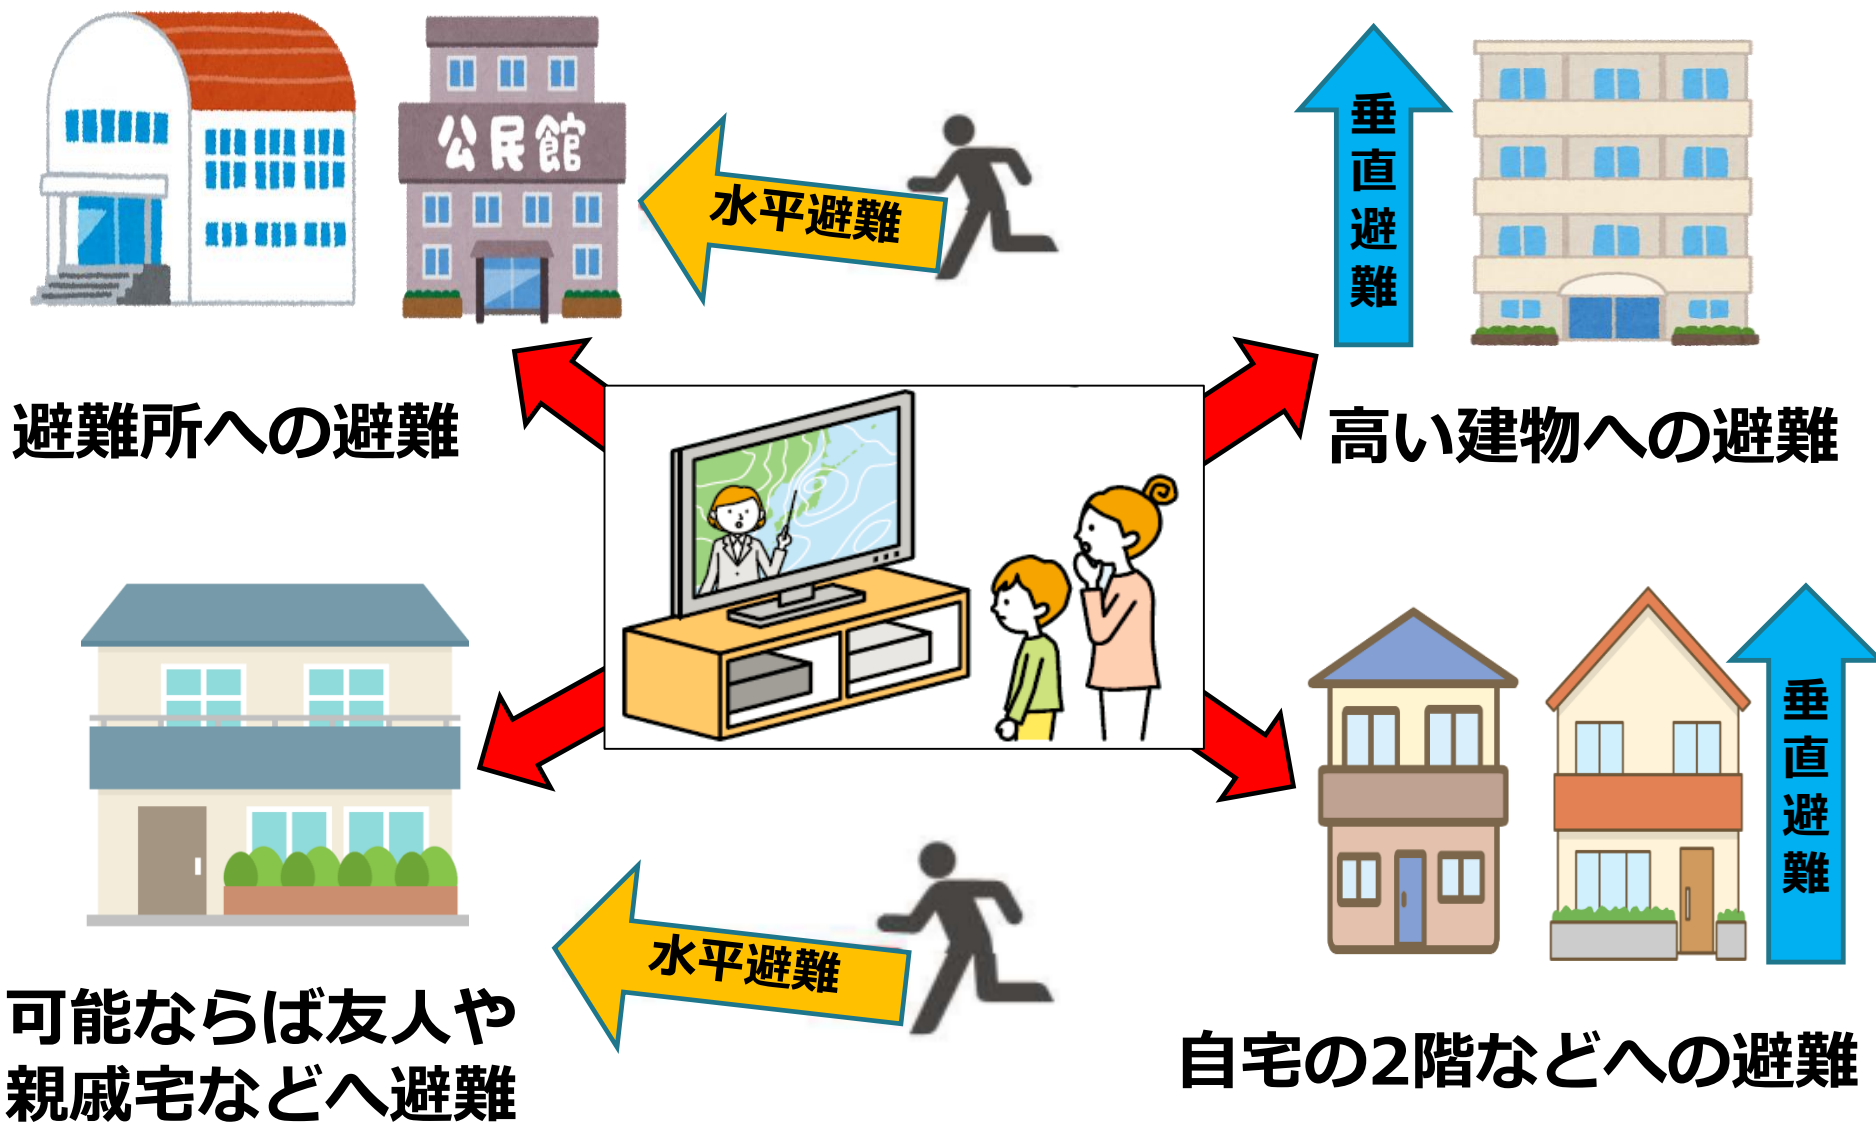 公民館
水平避難
垂直避難
避難所への避難
高い建物への避難
垂直避難
水平避難
可能ならば友人や
親戚宅などへ避難
自宅の2階などへの避難